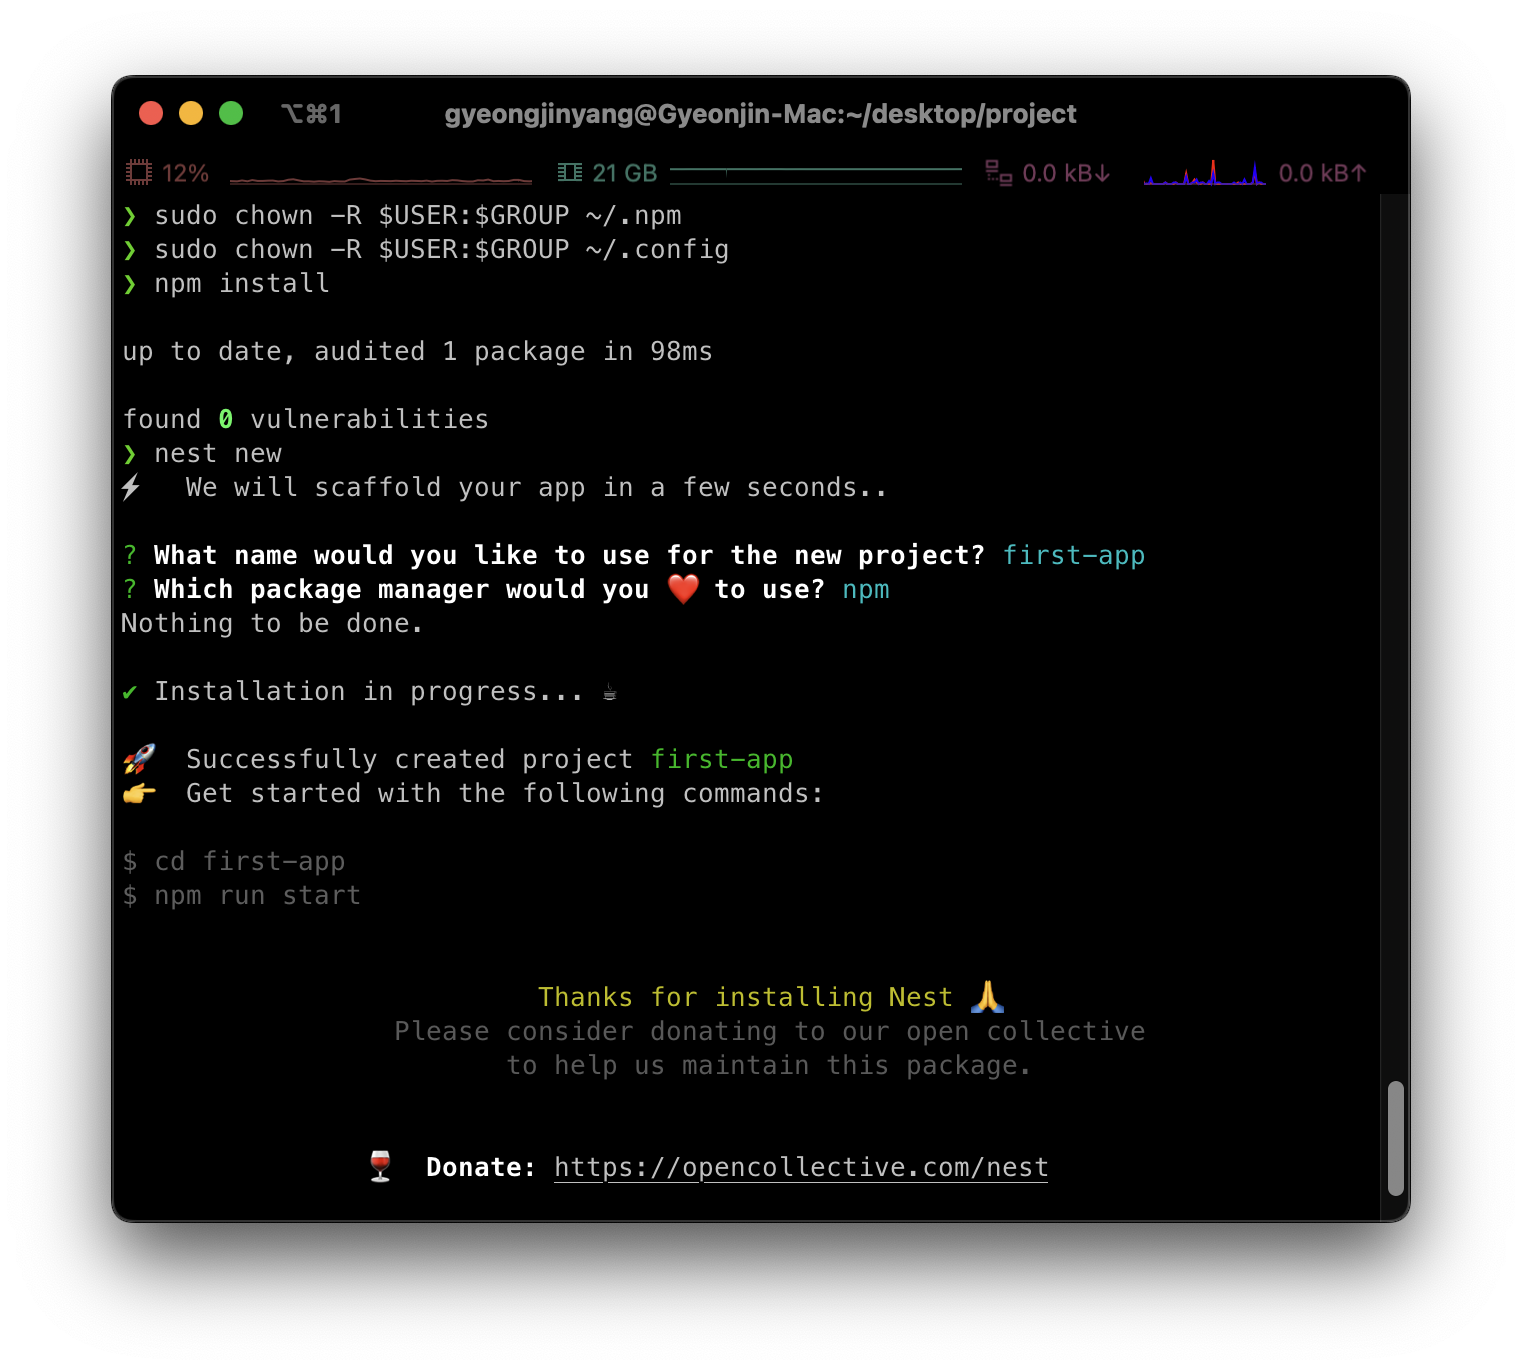 ⌥⌘1 gyeongjinyang@Gyeonjin-Mac:~/desktop/project
12% 21 GB 0.0 kB↓ 0.0 kB↑
❯ sudo chown -R $USER:$GROUP ~/.npm
❯ sudo chown -R $USER:$GROUP ~/.config
❯ npm install
up to date, audited 1 package in 98ms
found 0 vulnerabilities
❯ nest new
⚡ We will scaffold your app in a few seconds..
? What name would you like to use for the new project? first-app
? Which package manager would you ❤️ to use? npm
Nothing to be done.
✔ Installation in progress... ☕
🚀 Successfully created project first-app
👉 Get started with the following commands:
$ cd first-app
$ npm run start
Thanks for installing Nest 🙏
Please consider donating to our open collective
to help us maintain this package.
🍷 Donate: https://opencollective.com/nest